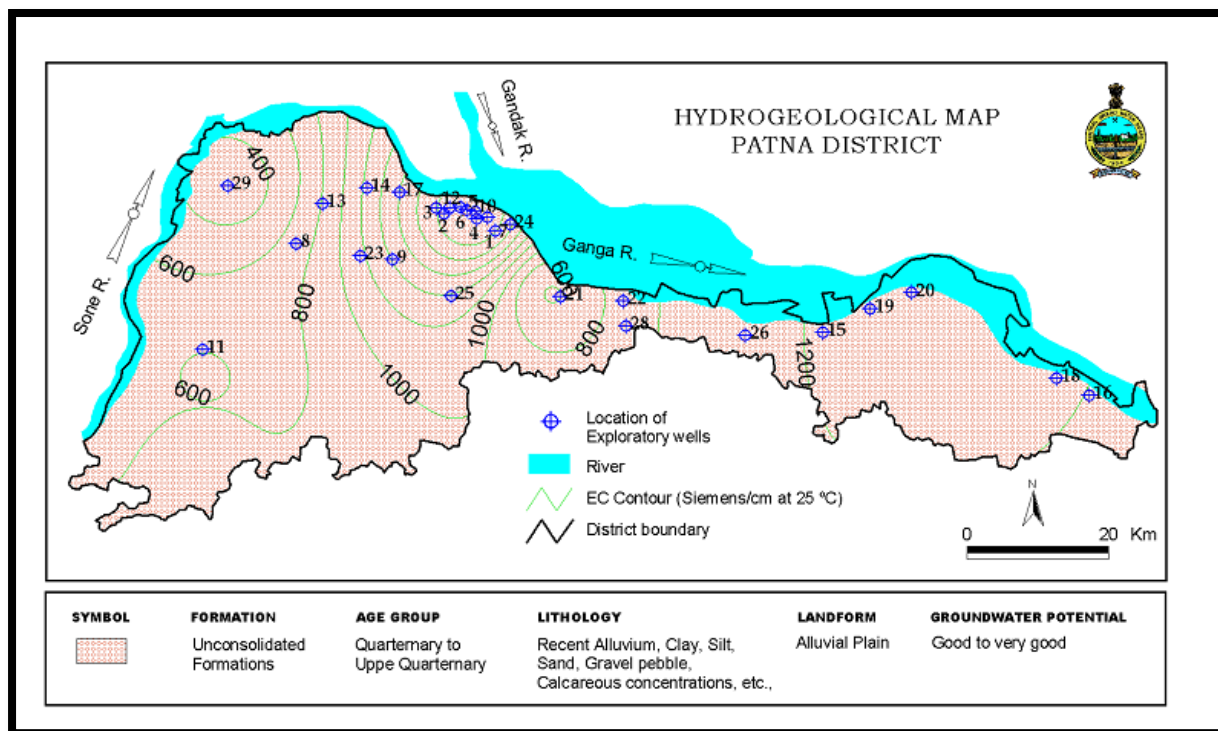 HYDROGEOLOGICAL MAP
PATNA DISTRICT
Gandak R.
Ganga R.
Sone R.
400
600
600
800
1000
1000
600
800
1200
29
14
17
13
12
5
10
3
2
6
4
1
7
24
8
23
9
25
21
22
28
26
15
19
20
11
18
16
Location of
Exploratory wells
River
EC Contour (Siemens/cm at 25 ºC)
District boundary
N
0 20 Km
SYMBOL FORMATION AGE GROUP LITHOLOGY LANDFORM GROUNDWATER POTENTIAL
Unconsolidated Quarternary to Recent Alluvium, Clay, Silt, Alluvial Plain Good to very good
Formations Uppe Quarternary Sand, Gravel pebble,
Calcareous concentrations, etc.,